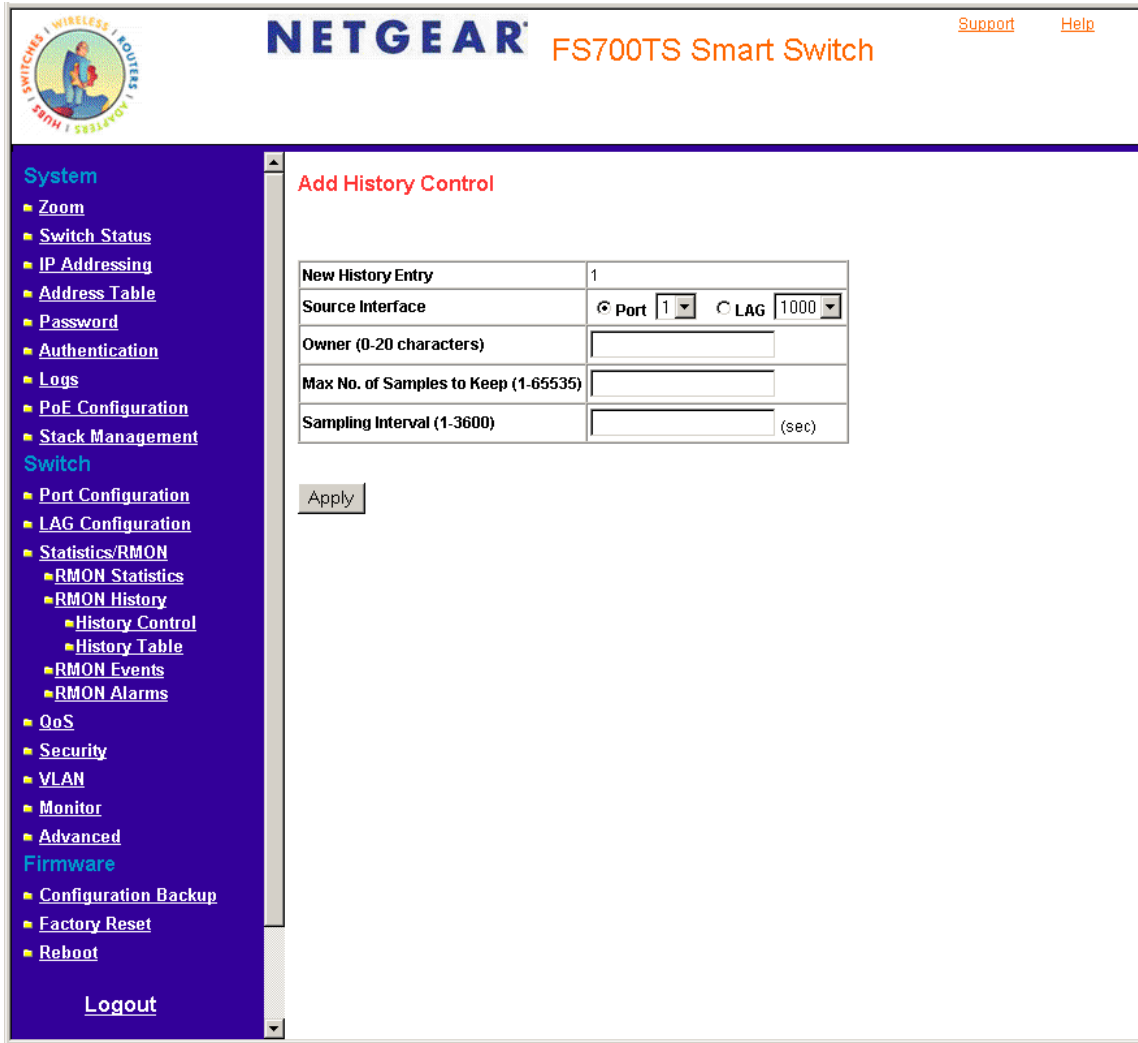 SWITCHES | WIRELESS | ROUTERS | ADAPTERS | HUBS |
NETGEAR FS700TS Smart Switch
Support Help
System
Zoom
Switch Status
IP Addressing
Address Table
Password
Authentication
Logs
PoE Configuration
Stack Management
Switch
Port Configuration
LAG Configuration
Statistics/RMON
RMON Statistics
RMON History
History Control
History Table
RMON Events
RMON Alarms
QoS
Security
VLAN
Monitor
Advanced
Firmware
Configuration Backup
Factory Reset
Reboot
Logout
Add History Control
New History Entry 1
Source Interface Port 1 LAG 1000
Owner (0-20 characters)
Max No. of Samples to Keep (1-65535)
Sampling Interval (1-3600) (sec)
Apply